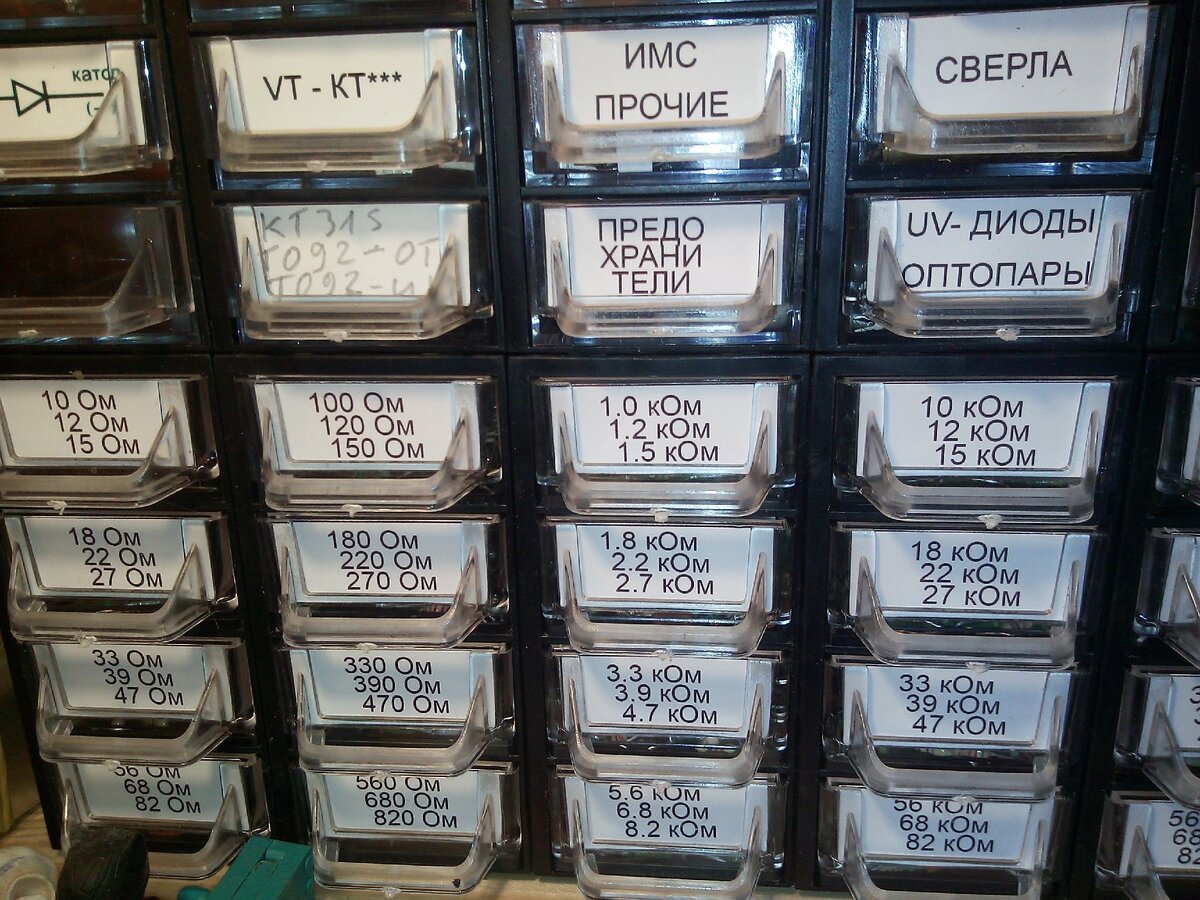 катод
(-)
VT - КТ***
ИМС
ПРОЧИЕ
СВЕРЛА
КТ315
ТО92-ОТ
ТО92-И
ПРЕДО
ХРАНИ
ТЕЛИ
UV- ДИОДЫ
ОПТОПАРЫ
10 Ом
12 Ом
15 Ом
100 Ом
120 Ом
150 Ом
1.0 кОм
1.2 кОм
1.5 кОм
10 кОм
12 кОм
15 кОм
18 Ом
22 Ом
27 Ом
180 Ом
220 Ом
270 Ом
1.8 кОм
2.2 кОм
2.7 кОм
18 кОм
22 кОм
27 кОм
33 Ом
39 Ом
47 Ом
330 Ом
390 Ом
470 Ом
3.3 кОм
3.9 кОм
4.7 кОм
33 кОм
39 кОм
47 кОм
56 Ом
68 Ом
82 Ом
560 Ом
680 Ом
820 Ом
5.6 кОм
6.8 кОм
8.2 кОм
56 кОм
68 кОм
82 кОм
56
68
82